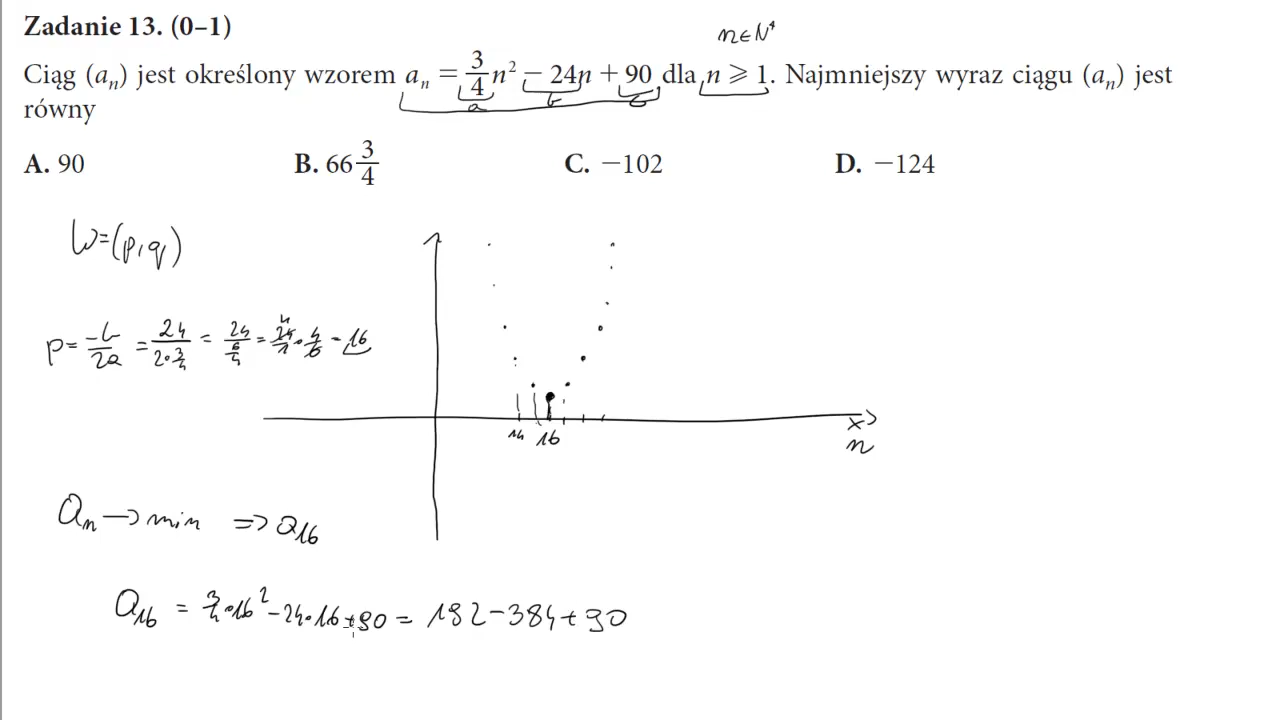 Zadanie 13. (0–1)
n∈N⁺
Ciąg (aₙ) jest określony wzorem aₙ = 3/4 n² − 24n + 90 dla n ⩾ 1. Najmniejszy wyraz ciągu (aₙ) jest
a b c
równy
A. 90 B. 66 3/4 C. −102 D. −124
W=(p,q)
p = -b/2a = 24/(2·3/4) = 24/(6/4) = 24/1 · 4/6 = 16
14 16 x
n
aₙ → min ⇒ a₁₆
a₁₆ = 3/4·16² − 24·16 + 90 = 192 − 384 + 90